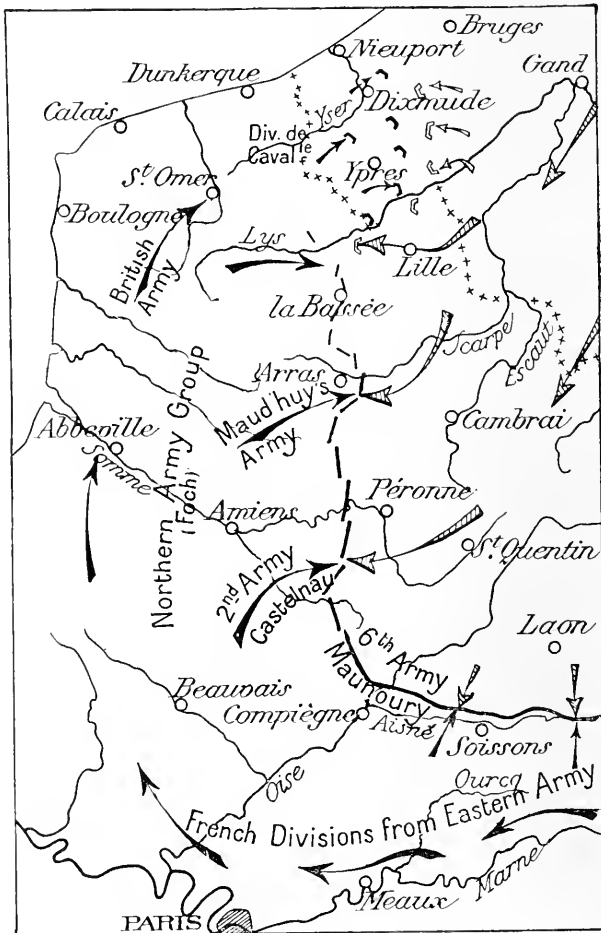 Bruges
Nieuport
Gand
Dunkerque
Dixmude
Calais
Yser
Div. de
Caval.le
Ypres
St. Omer
Boulogne
British
Army
Lys
Lille
la Bassée
Scarpe
Escaut
Arras
Northern Army Group
(Foch)
Maud'huy's
Army
Cambrai
Abbeville
Somme
Péronne
Amiens
St. Quentin
2nd Army
Castelnau
6th Army
Maunoury
Laon
Beauvais
Compiègne
Aisne
Soissons
Oise
Ourcq
French Divisions from Eastern Army
Marne
Meaux
PARIS